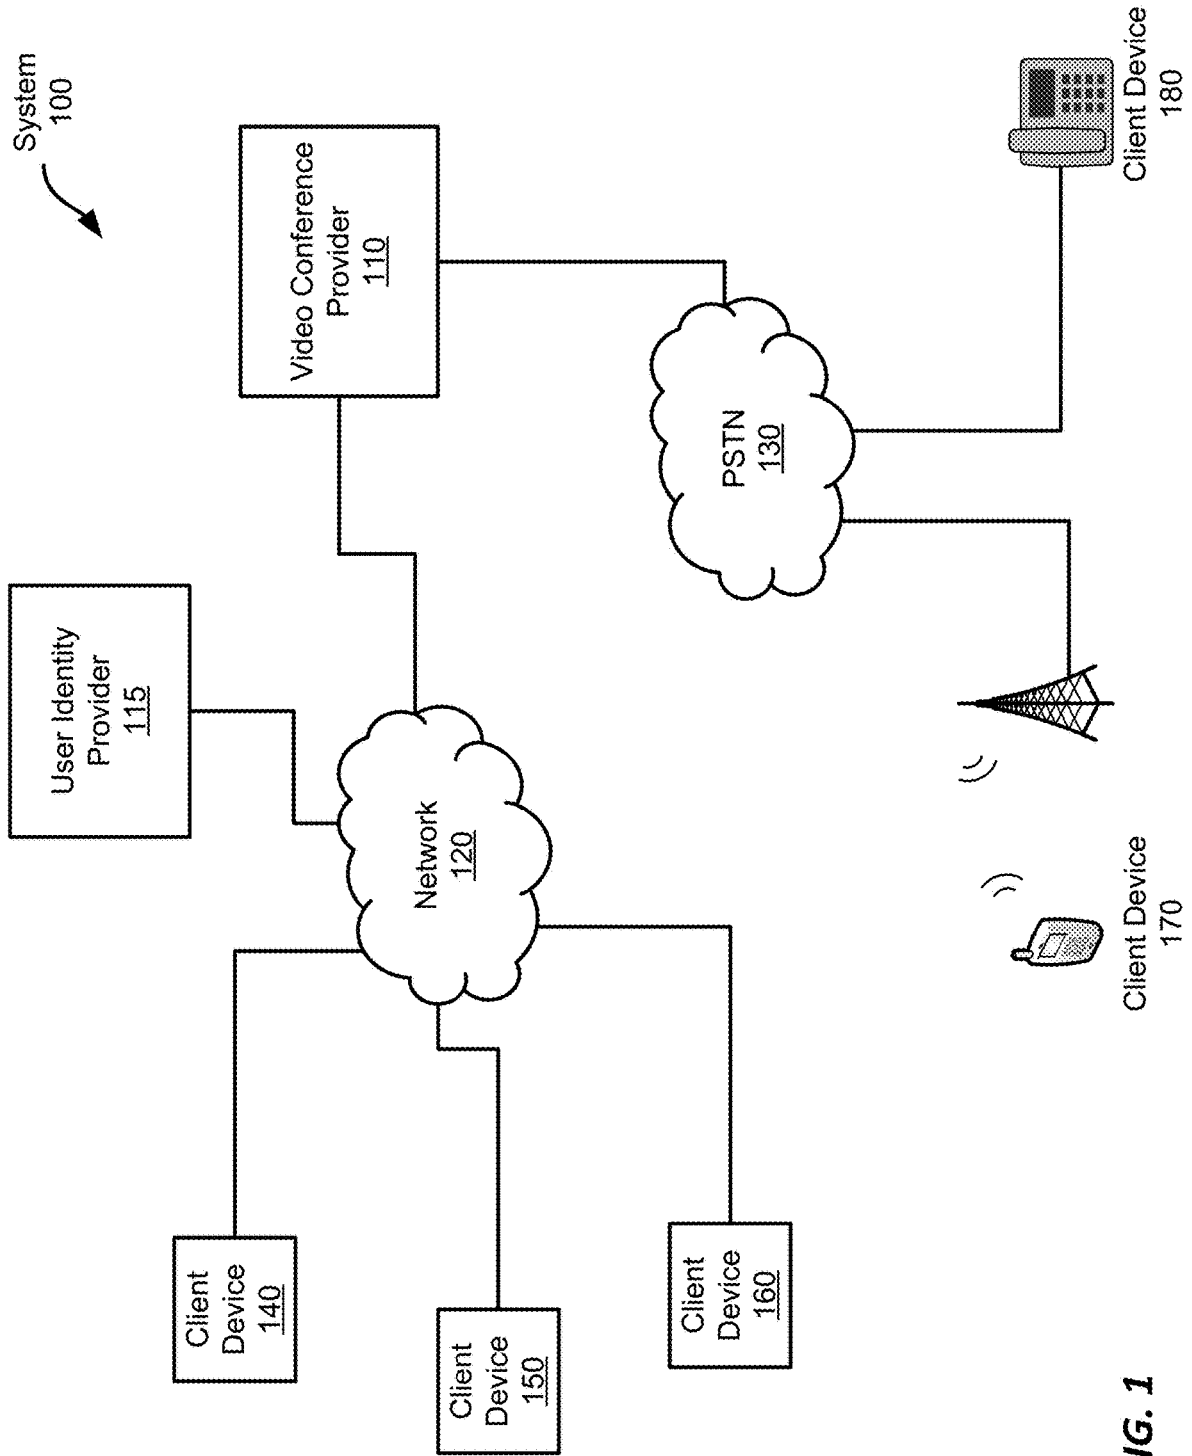 System
100
User Identity
Provider
115
Video Conference
Provider
110
Client
Device
140
Network
120
Client
Device
150
PSTN
130
Client
Device
160
Client Device
170
Client Device
180
IG. 1